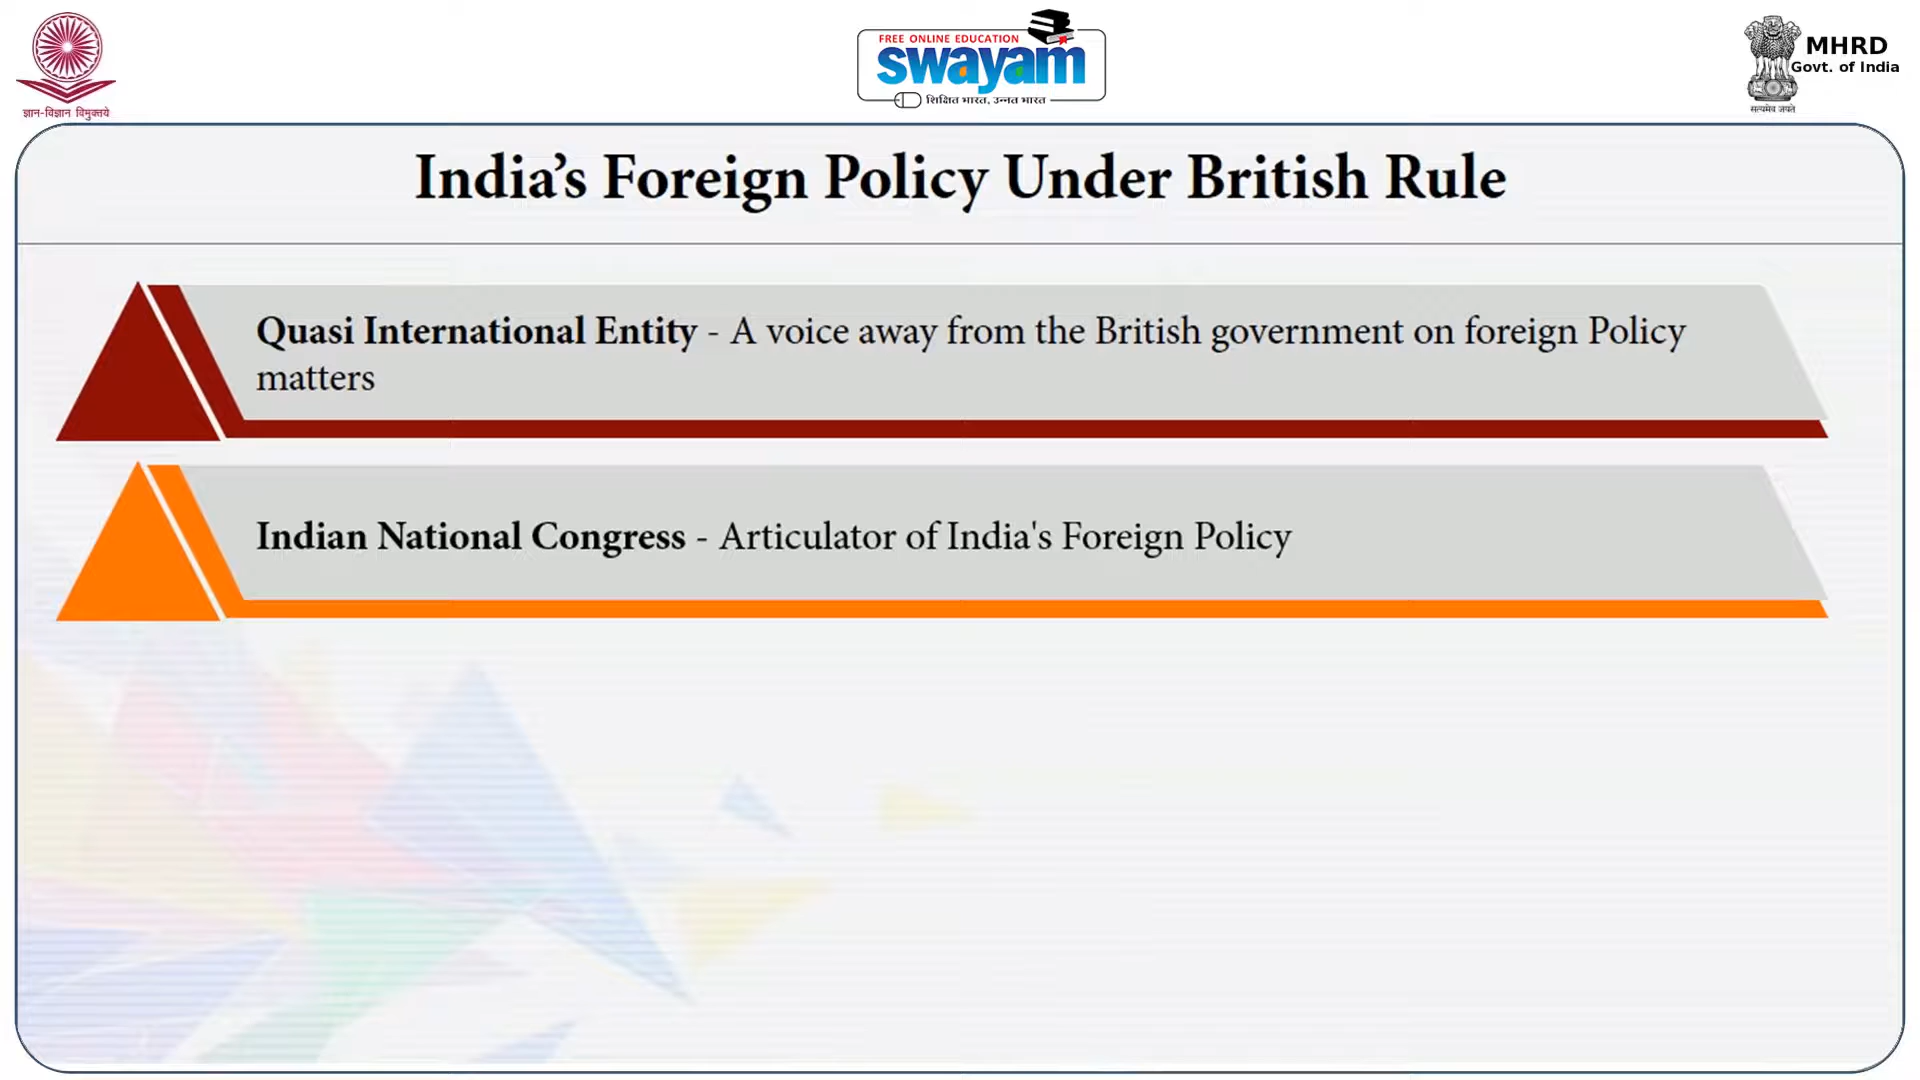 ज्ञान-विज्ञान विमुक्तये
FREE ONLINE EDUCATION
swayam
शिक्षित भारत, उन्नत भारत
सत्यमेव जयते
MHRD
Govt. of India
India’s Foreign Policy Under British Rule
Quasi International Entity - A voice away from the British government on foreign Policy
matters
Indian National Congress - Articulator of India's Foreign Policy